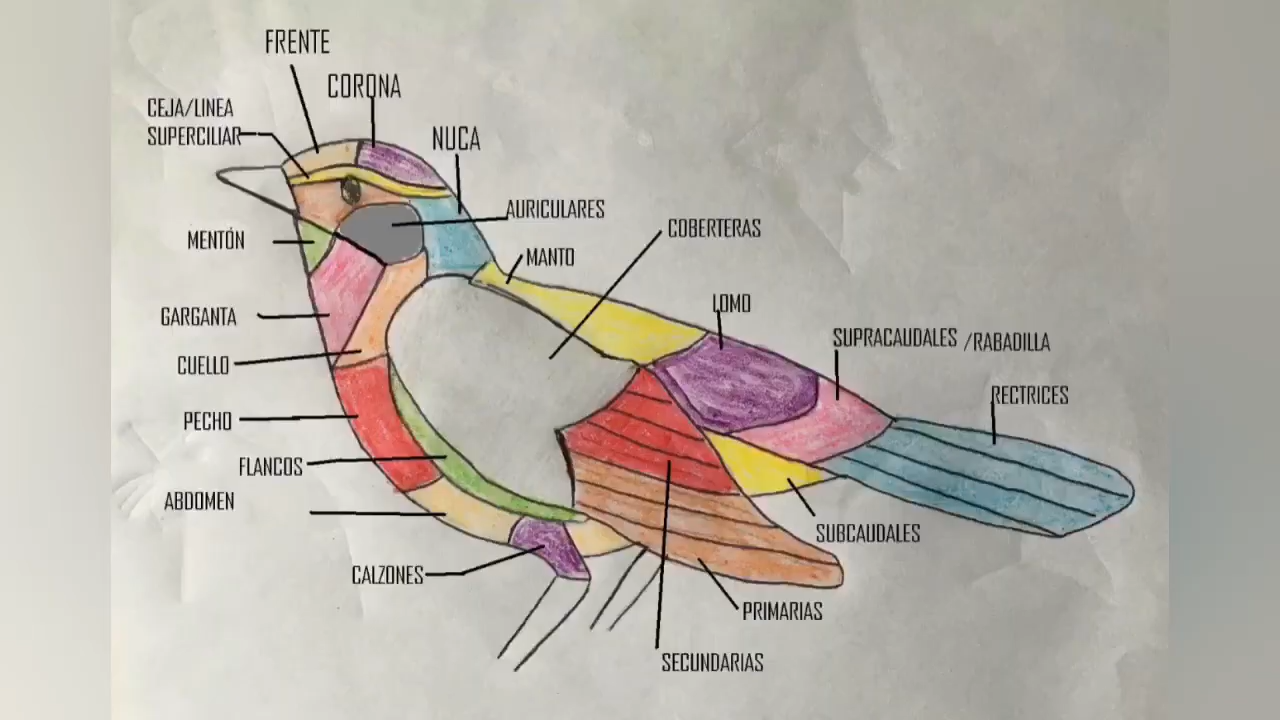 FRENTE
CORONA
CEJA/LINEA
SUPERCILIAR
NUCA
AURICULARES
COBERTERAS
MENTÓN
MANTO
LOMO
GARGANTA
SUPRACAUDALES /RABADILLA
CUELLO
RECTRICES
PECHO
FLANCOS
ABDOMEN
SUBCAUDALES
CALZONES
PRIMARIAS
SECUNDARIAS